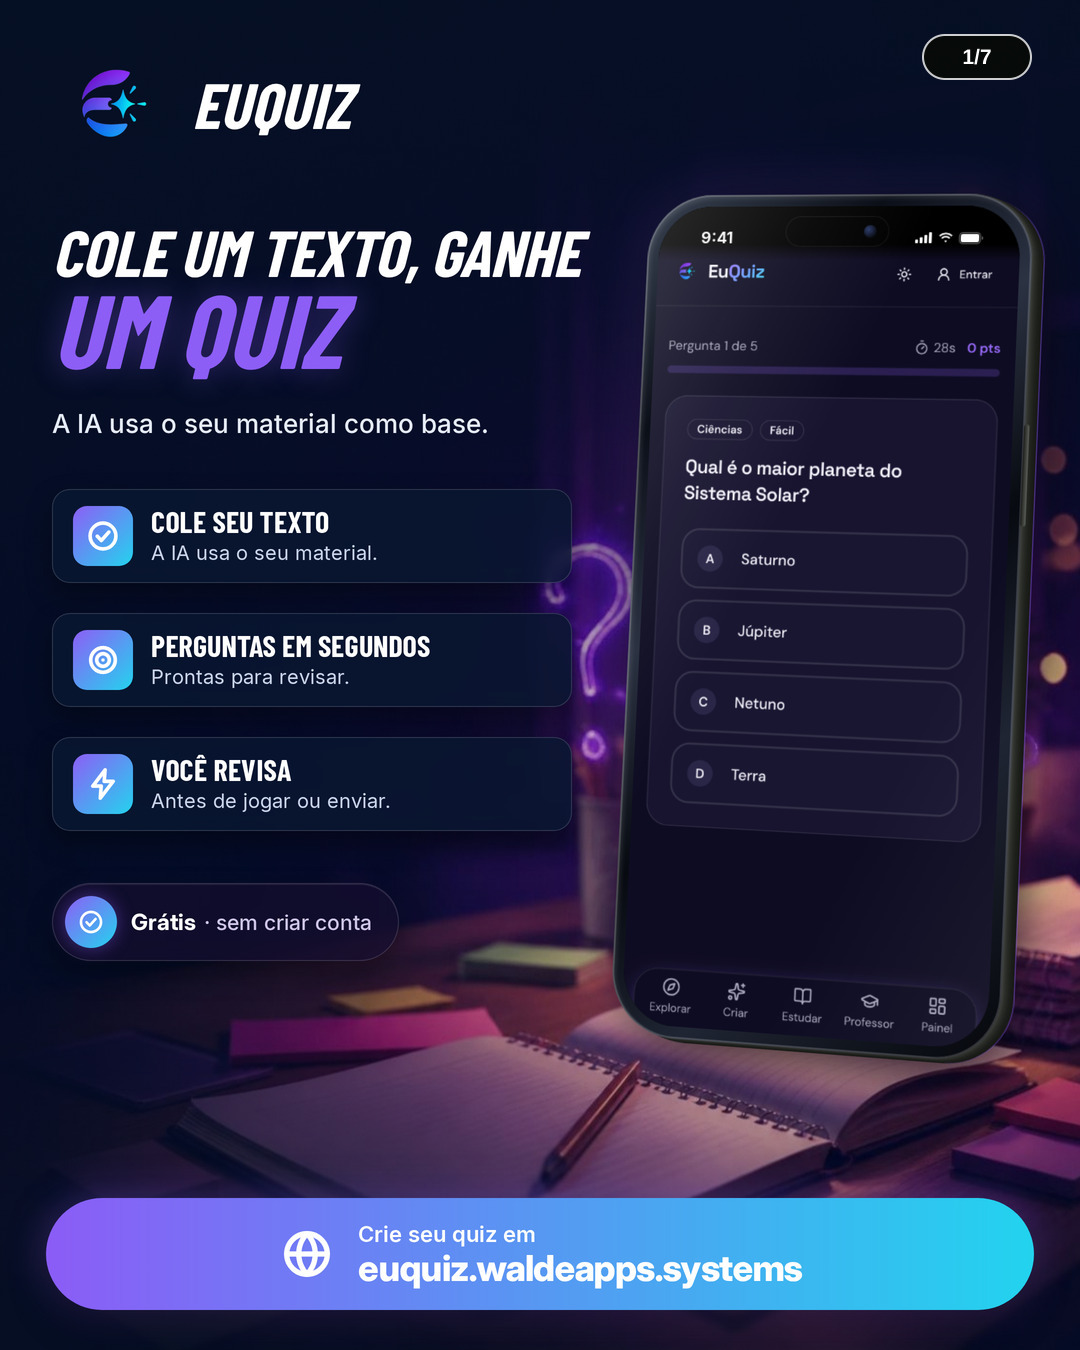 1/7
EUQUIZ
COLE UM TEXTO, GANHE
UM QUIZ
A IA usa o seu material como base.
COLE SEU TEXTO
A IA usa o seu material.
PERGUNTAS EM SEGUNDOS
Prontas para revisar.
VOCÊ REVISA
Antes de jogar ou enviar.
Grátis · sem criar conta
9:41
EuQuiz
Entrar
Pergunta 1 de 5
28s 0 pts
Ciências Fácil
Qual é o maior planeta do
Sistema Solar?
A Saturno
B Júpiter
C Netuno
D Terra
Explorar Criar Estudar Professor Painel
Crie seu quiz em
euquiz.waldeapps.systems